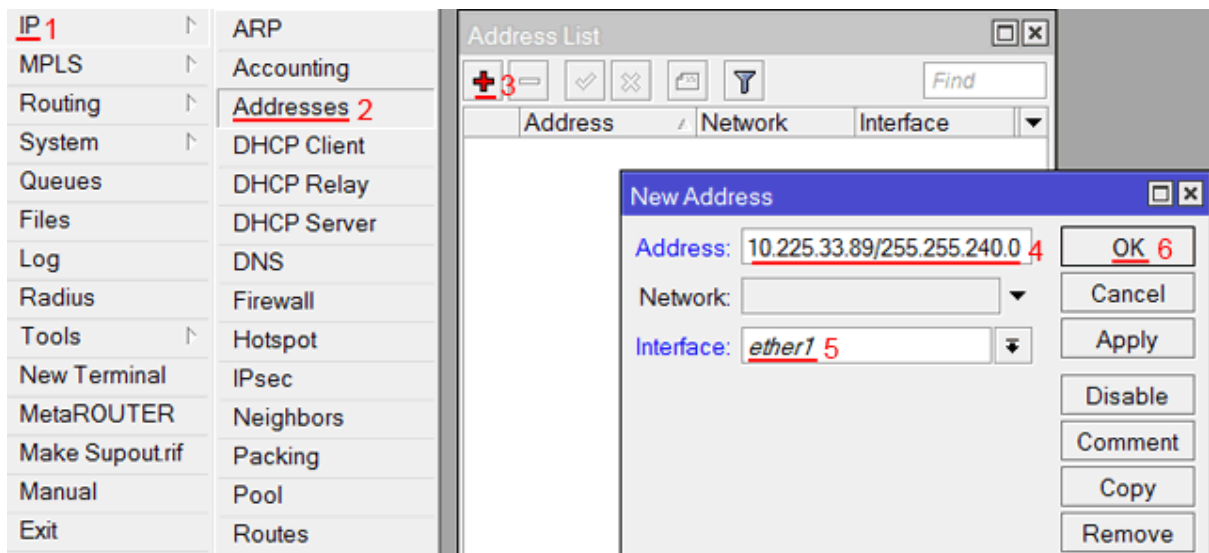 IP 1
MPLS
Routing
System
Queues
Files
Log
Radius
Tools
New Terminal
MetaROUTER
Make Supout.rif
Manual
Exit
ARP
Accounting
Addresses 2
DHCP Client
DHCP Relay
DHCP Server
DNS
Firewall
Hotspot
IPsec
Neighbors
Packing
Pool
Routes
Address List
3
Find
Address Network Interface
New Address
Address: 10.225.33.89/255.255.240.0 4
Network:
Interface: ether1 5
OK 6
Cancel
Apply
Disable
Comment
Copy
Remove